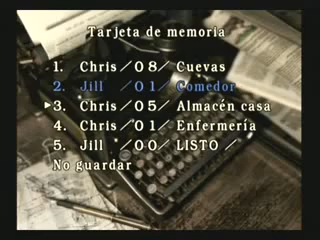 Tarjeta de memoria
1. Chris／08／Cuevas
2. Jill ／01／Comedor
3. Chris／05／Almacén casa
4. Chris／01／Enfermería
5. Jill ／00／LISTO ／
No guardar